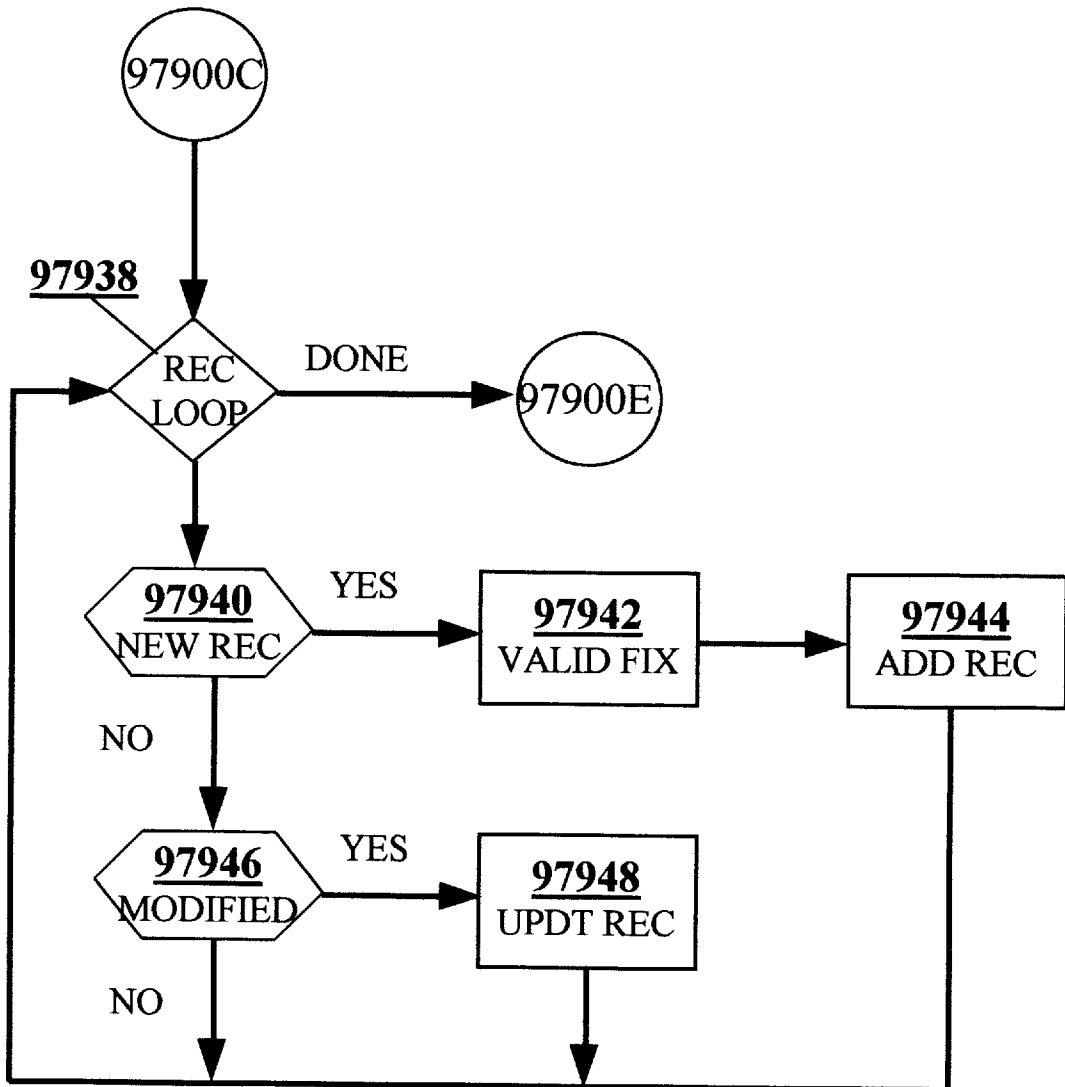 97900C
97938
REC
LOOP
DONE
97900E
97940
NEW REC
YES
97942
VALID FIX
97944
ADD REC
NO
97946
MODIFIED
YES
97948
UPDT REC
NO